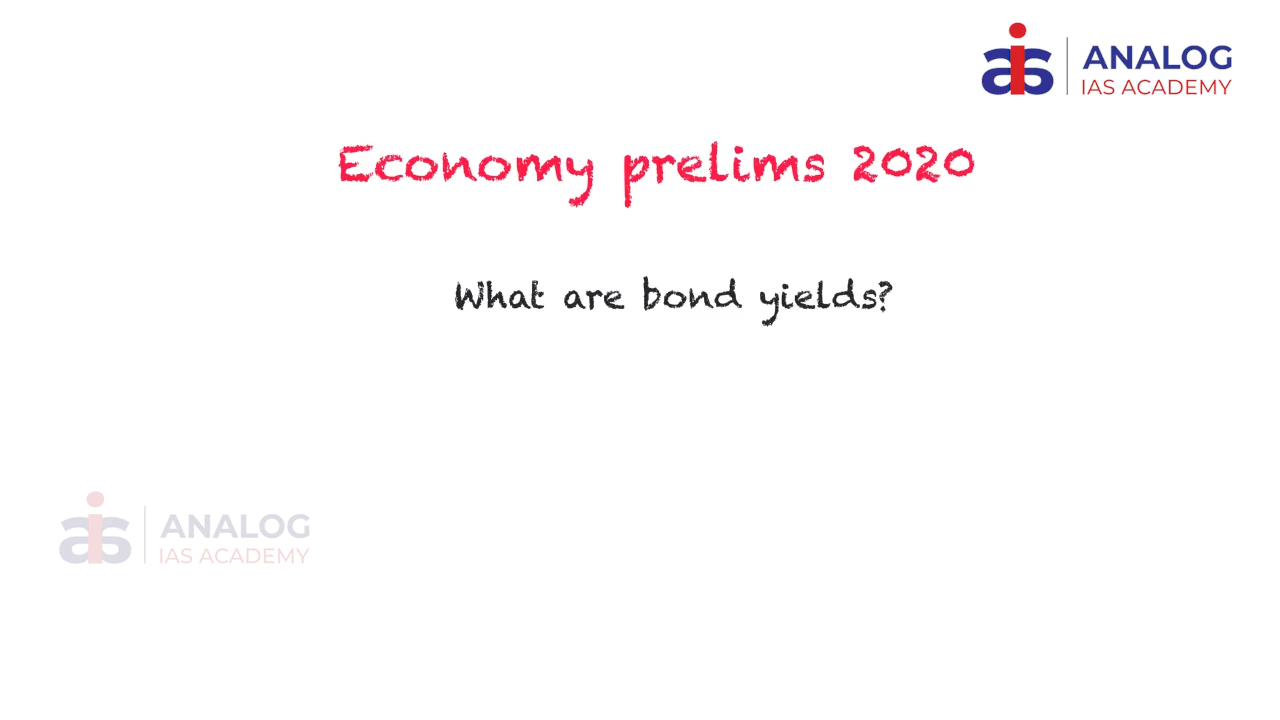 ANALOG
IAS ACADEMY
Economy prelims 2020
What are bond yields?
ANALOG
IAS ACADEMY